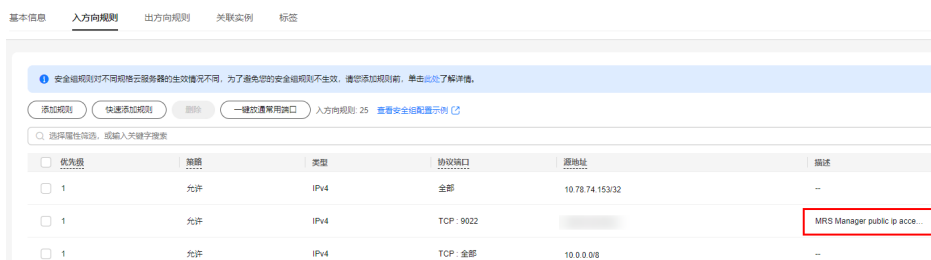 基本信息 入方向规则 出方向规则 关联实例 标签
安全组规则对不同规格云服务器的生效情况不同，为了避免您的安全组规则不生效，请您添加规则前，单击此处了解详情。
添加规则 快速添加规则 删除 一键放通常用端口 入方向规则: 25 查看安全组配置示例
选择属性筛选，或输入关键字搜索
优先级 策略 类型 协议端口 源地址 描述
1 允许 IPv4 全部 10.78.74.153/32 --
1 允许 IPv4 TCP : 9022 MRS Manager public ip acce...
1 允许 IPv4 TCP : 全部 10.0.0.0/8 --